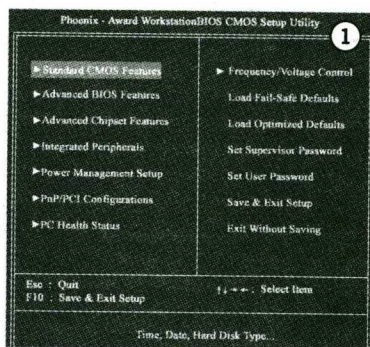 Phoenix - Award WorkstationBIOS CMOS Setup Utility
1
►Standard CMOS Features
►Advanced BIOS Features
►Advanced Chipset Features
►Integrated Peripherals
►Power Management Setup
►PnP/PCI Configurations
►PC Health Status
►Frequency/Voltage Control
Load Fail-Safe Defaults
Load Optimized Defaults
Set Supervisor Password
Set User Password
Save & Exit Setup
Exit Without Saving
Esc : Quit
F10 : Save & Exit Setup
↑↓→← : Select Item
Time, Date, Hard Disk Type...